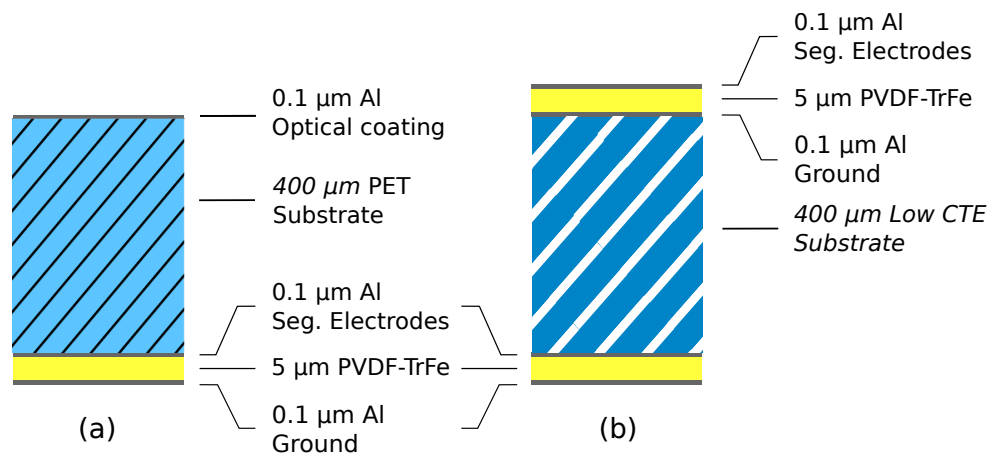 0.1 µm Al
Optical coating
400 µm PET
Substrate
0.1 µm Al
Seg. Electrodes
5 µm PVDF-TrFe
0.1 µm Al
Ground
(a)
0.1 µm Al
Seg. Electrodes
5 µm PVDF-TrFe
0.1 µm Al
Ground
400 µm Low CTE
Substrate
(b)